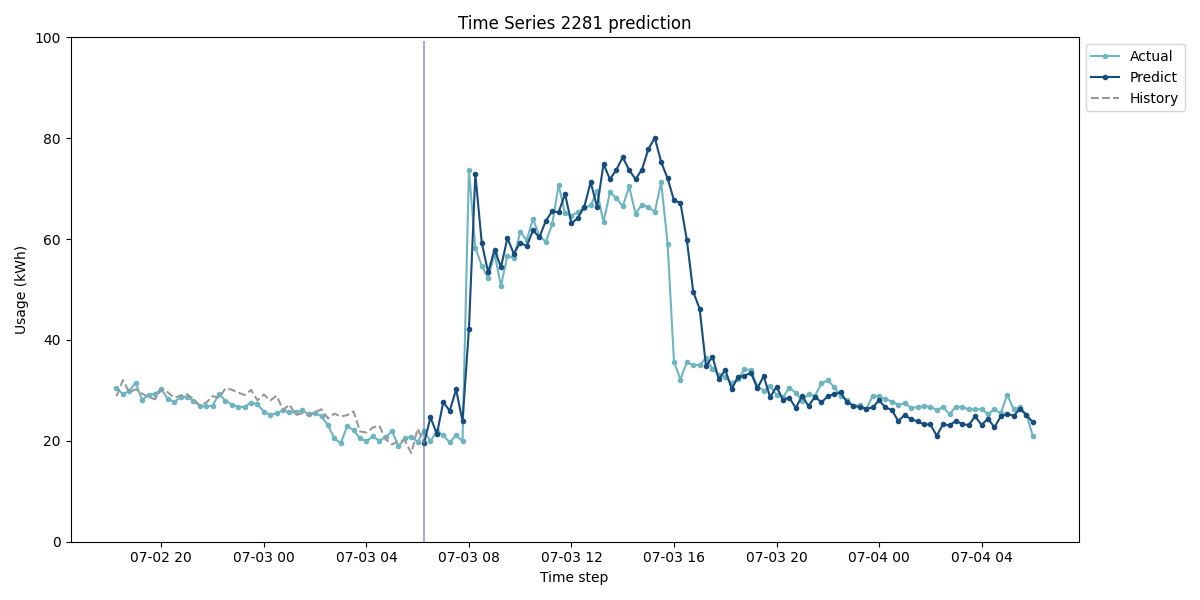 Time Series 2281 prediction
100
80
60
40
20
0
Usage (kWh)
07-02 20
07-03 00
07-03 04
07-03 08
07-03 12
07-03 16
07-03 20
07-04 00
07-04 04
Time step
Actual
Predict
History